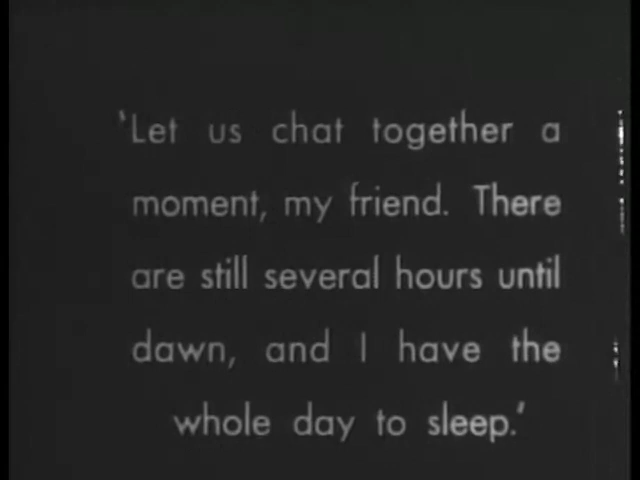 'Let us chat together a
moment, my friend. There
are still several hours until
dawn, and I have the
whole day to sleep.'